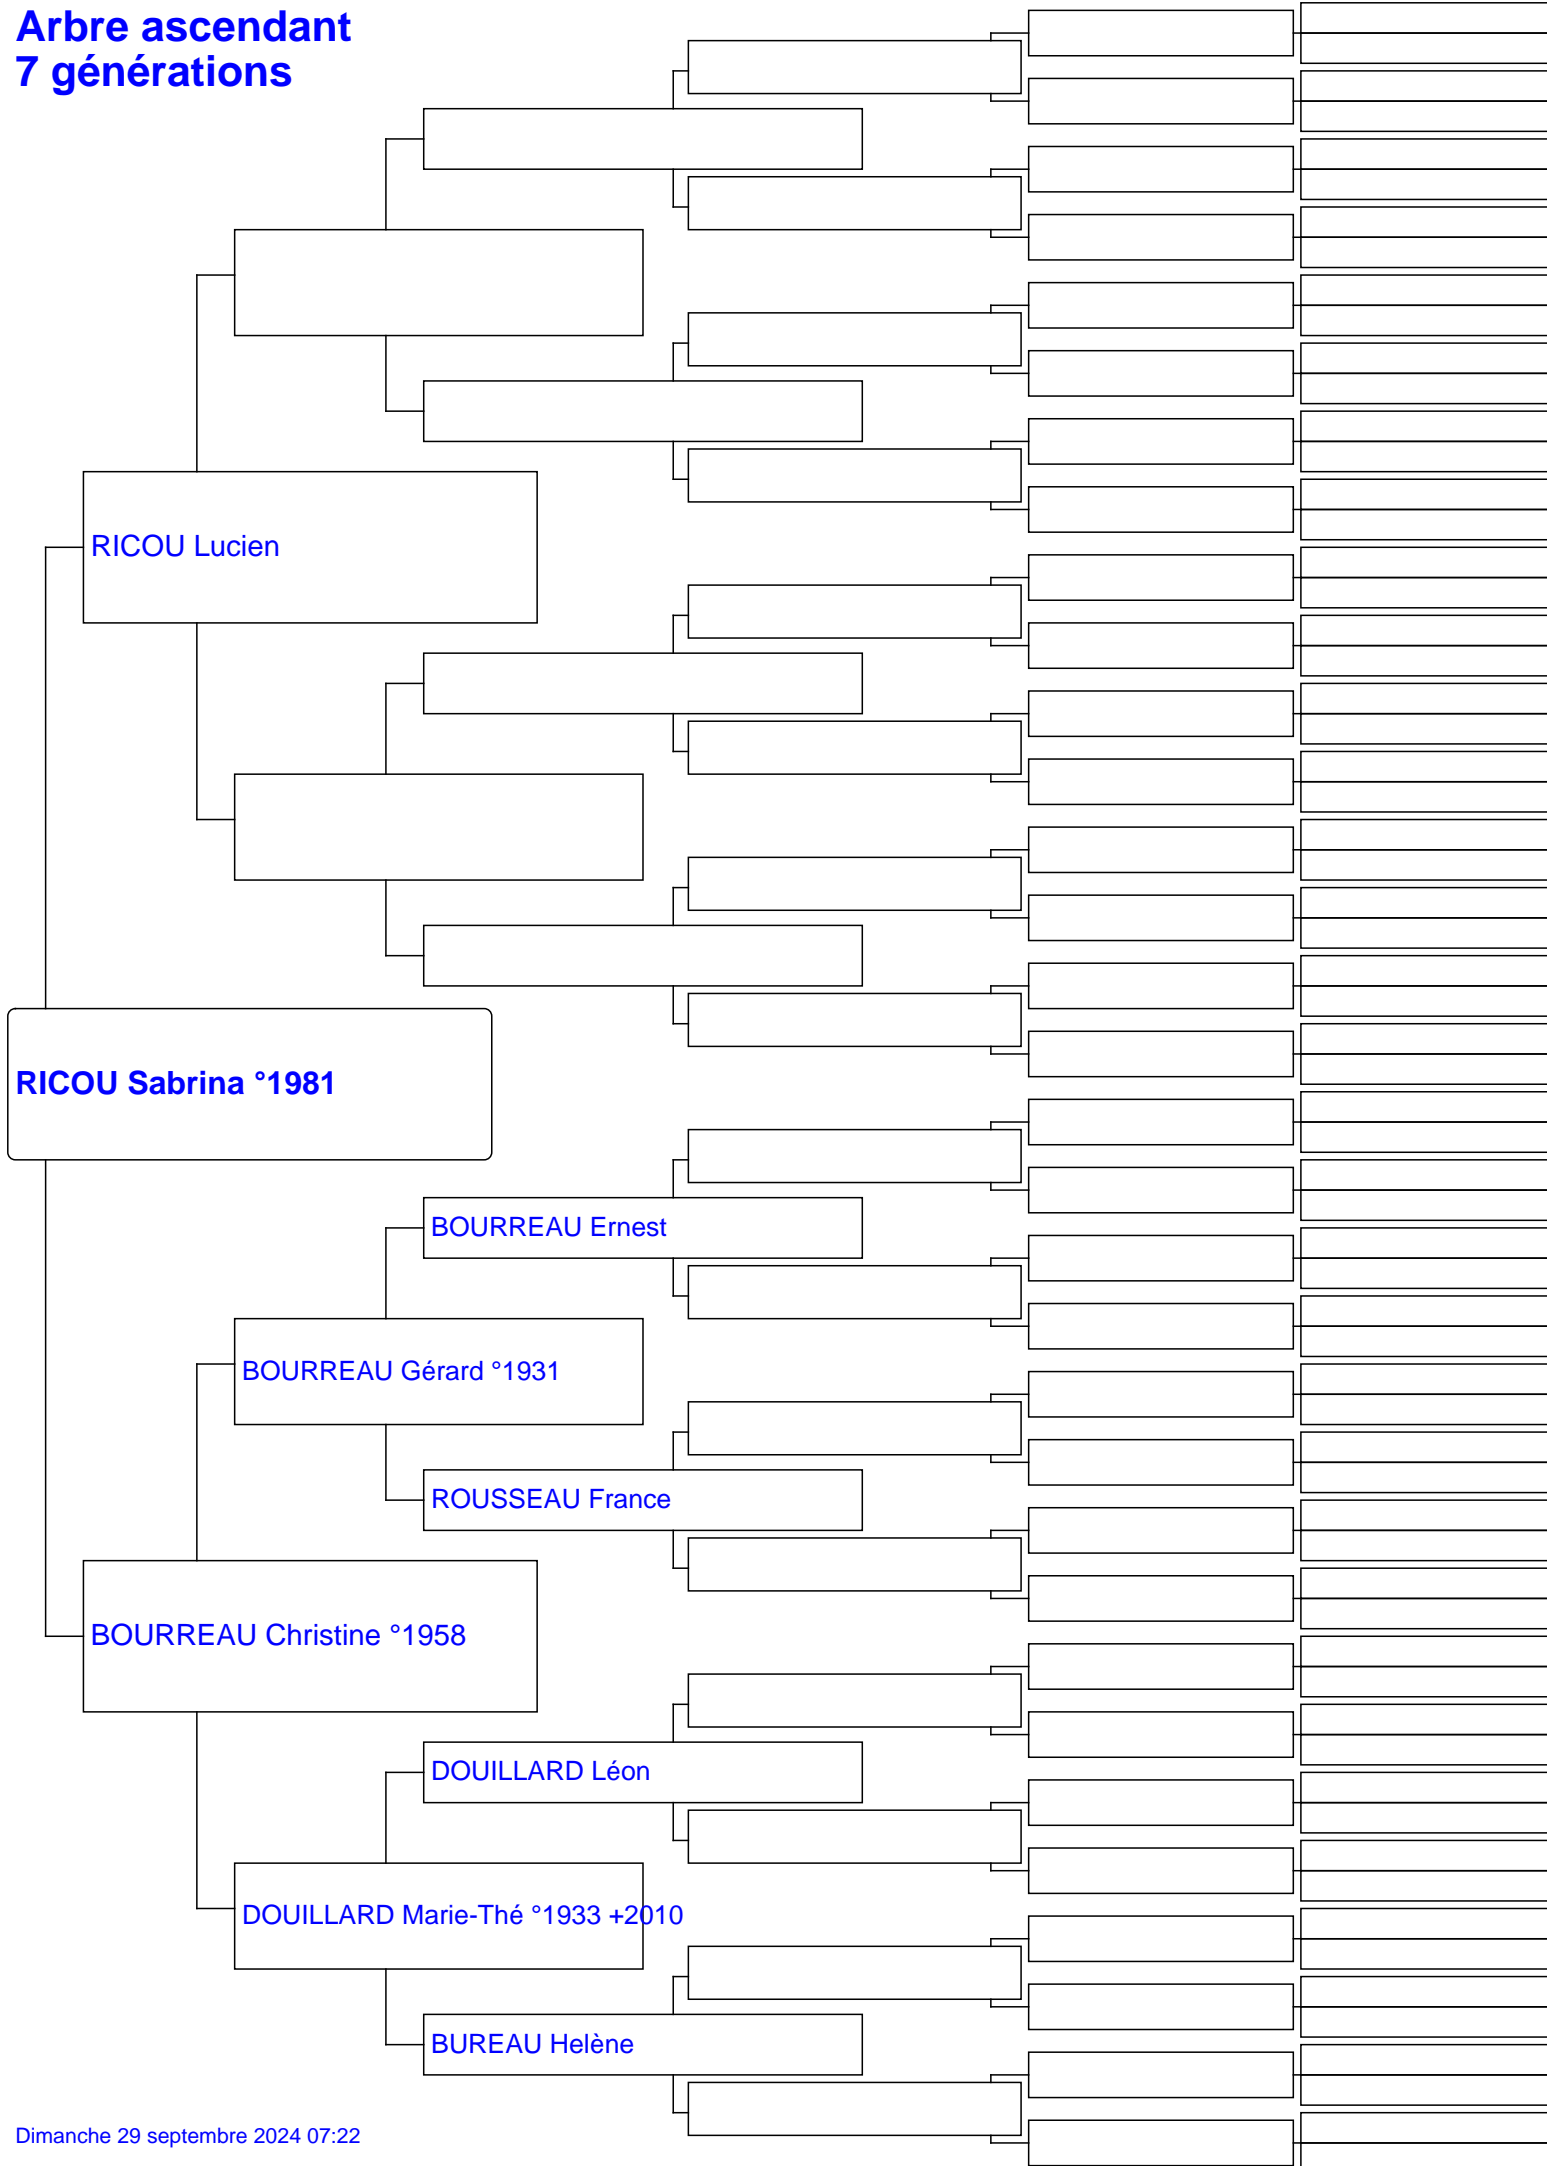 Arbre ascendant
7 générations
RICOU Lucien
RICOU Sabrina °1981
BOURREAU Ernest
BOURREAU Gérard °1931
ROUSSEAU France
BOURREAU Christine °1958
DOUILLARD Léon
DOUILLARD Marie-Thé °1933 +2010
BUREAU Helène
Dimanche 29 septembre 2024 07:22